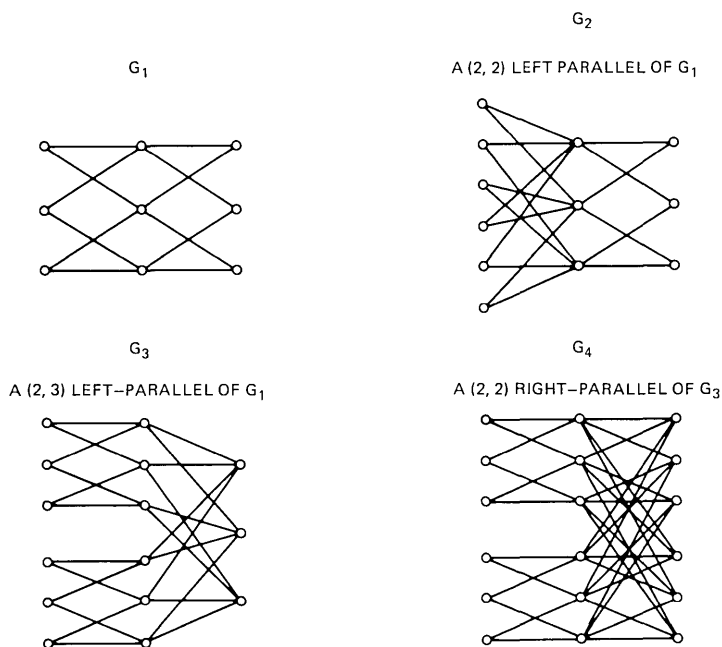 G1
G2
A (2, 2) LEFT PARALLEL OF G1
G3
A (2, 3) LEFT–PARALLEL OF G1
G4
A (2, 2) RIGHT–PARALLEL OF G3